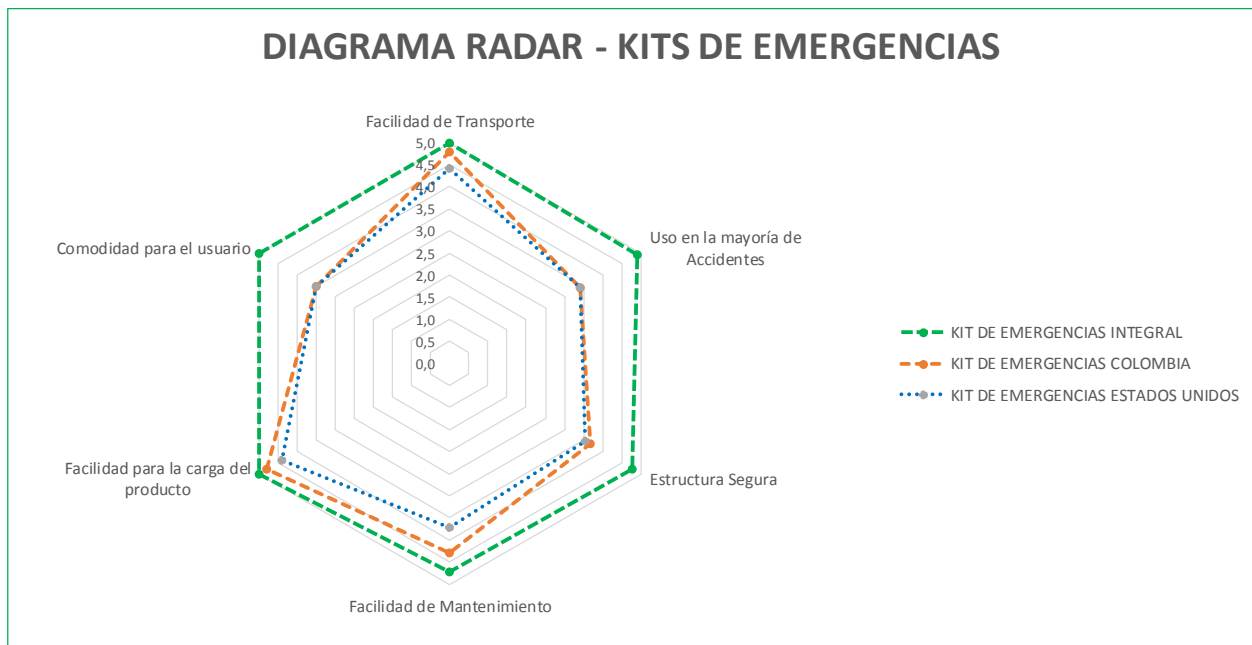 DIAGRAMA RADAR - KITS DE EMERGENCIAS
Facilidad de Transporte
5,0
4,5
4,0
3,5
3,0
2,5
2,0
1,5
1,0
0,5
0,0
Uso en la mayoría de
Accidentes
Estructura Segura
Facilidad de Mantenimiento
Facilidad para la carga del
producto
Comodidad para el usuario
KIT DE EMERGENCIAS INTEGRAL
KIT DE EMERGENCIAS COLOMBIA
KIT DE EMERGENCIAS ESTADOS UNIDOS